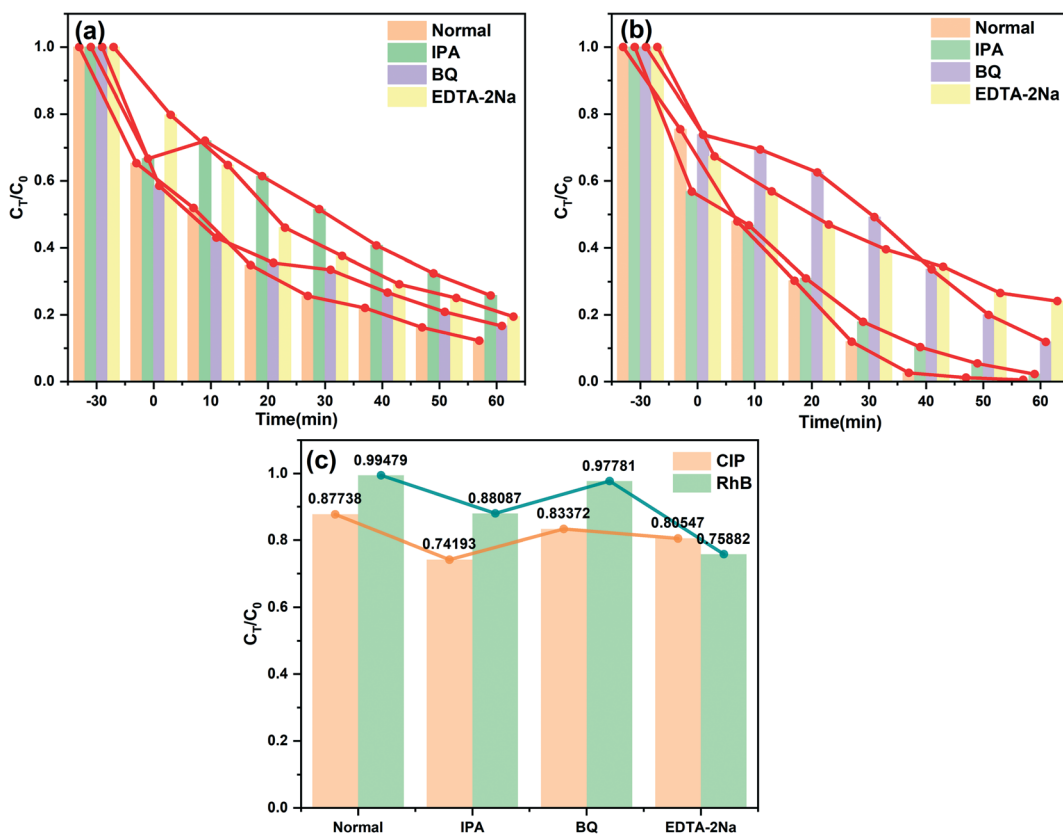 (a)
Normal
IPA
BQ
EDTA-2Na
1.0
0.8
0.6
0.4
0.2
0.0
C_T/C_0
-30 0 10 20 30 40 50 60
Time(min)
(b)
Normal
IPA
BQ
EDTA-2Na
1.0
0.8
0.6
0.4
0.2
0.0
C_T/C_0
-30 0 10 20 30 40 50 60
Time(min)
(c)
CIP
RhB
0.99479
0.97781
0.87738
0.88087
0.83372
0.80547
0.74193
0.75882
1.0
0.8
0.6
0.4
0.2
0.0
C_T/C_0
Normal IPA BQ EDTA-2Na